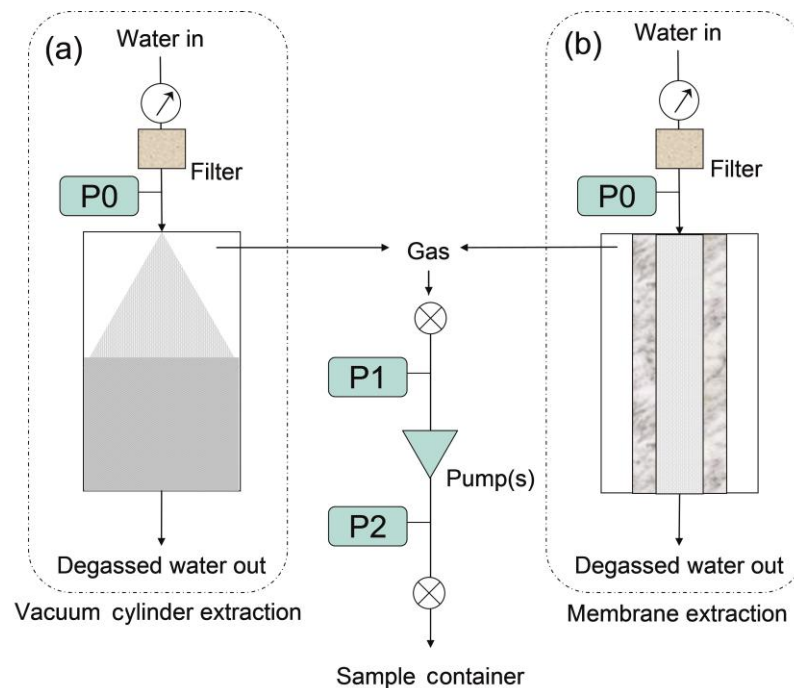 (a)
Water in
Filter
P0
Degassed water out
Vacuum cylinder extraction
Gas
P1
Pump(s)
P2
Sample container
(b)
Water in
Filter
P0
Degassed water out
Membrane extraction